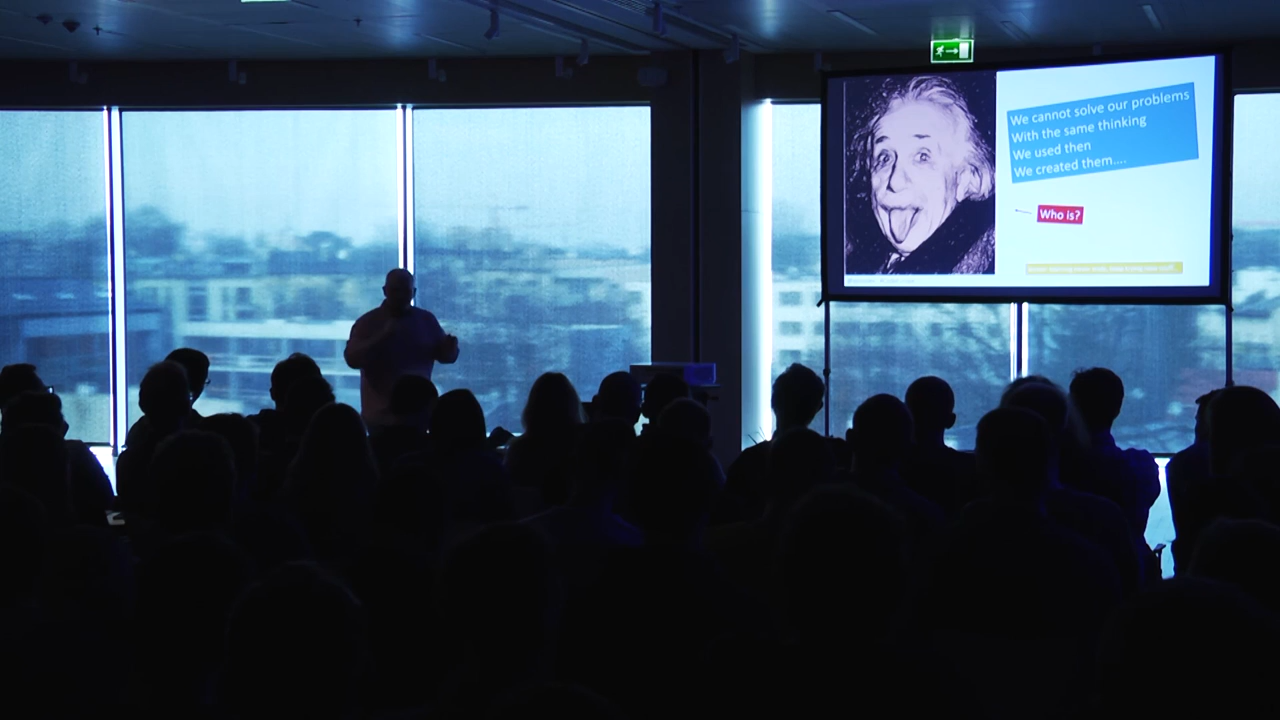 We cannot solve our problems
With the same thinking
We used then
We created them....
Who is?